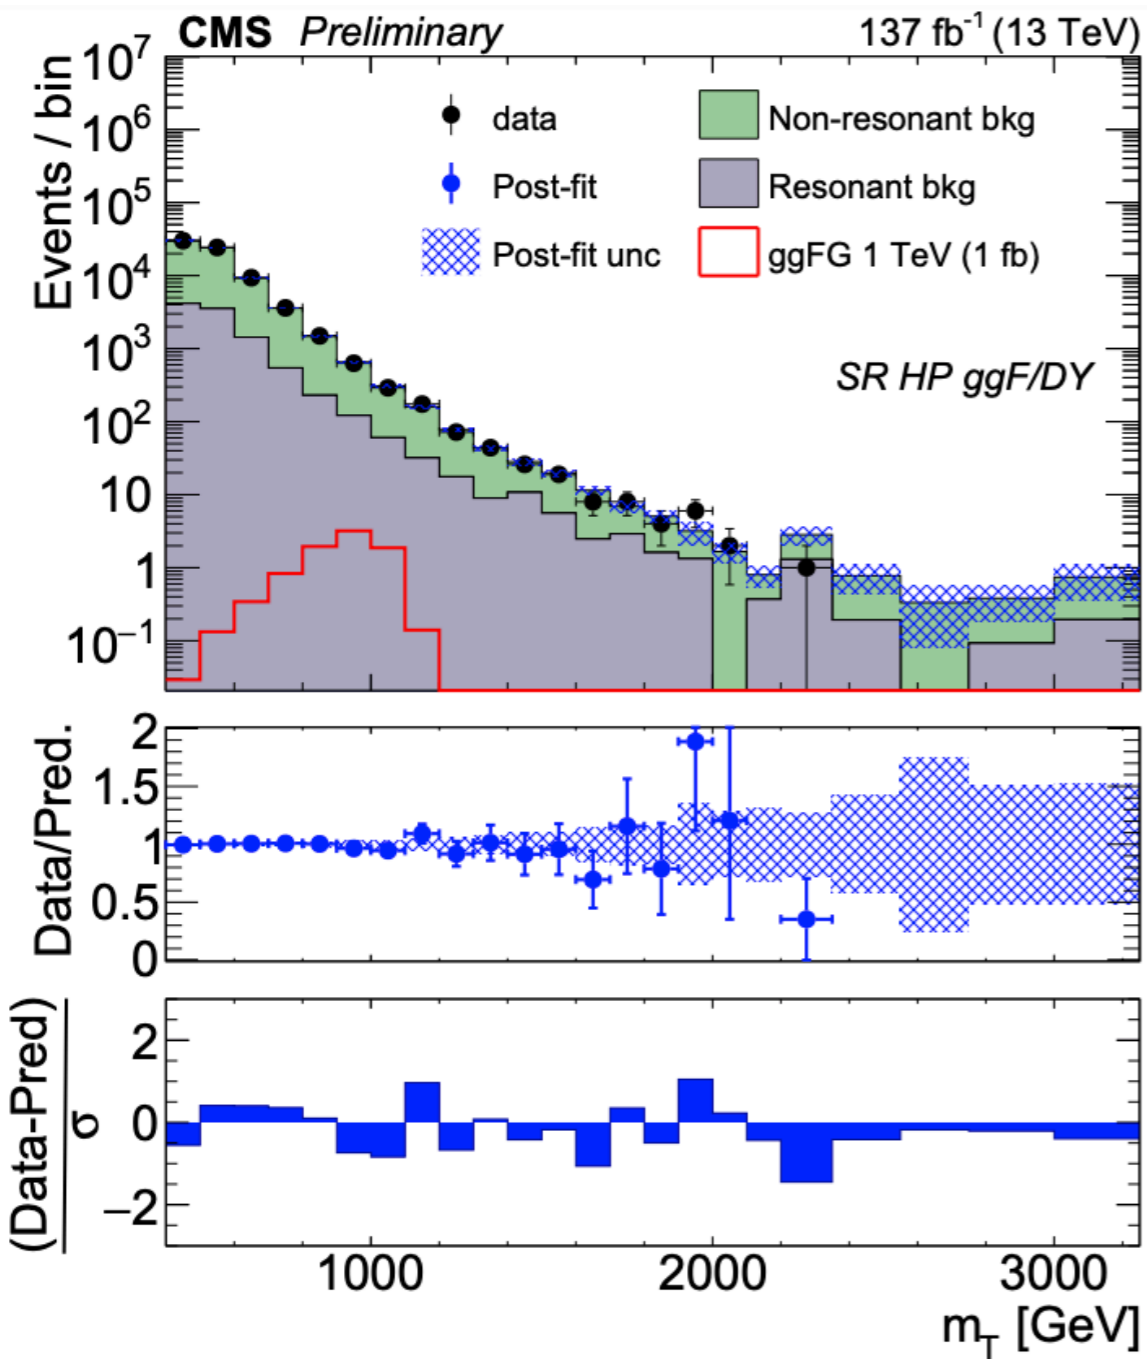 CMS Preliminary 137 fb⁻¹ (13 TeV)
Events / bin
10⁷
10⁶
10⁵
10⁴
10³
10²
10
1
10⁻¹
data
Post-fit
Post-fit unc
Non-resonant bkg
Resonant bkg
ggFG 1 TeV (1 fb)
SR HP ggF/DY
Data/Pred.
2
1.5
1
0.5
0
(Data-Pred)
σ
2
0
−2
1000 2000 3000
m_T [GeV]